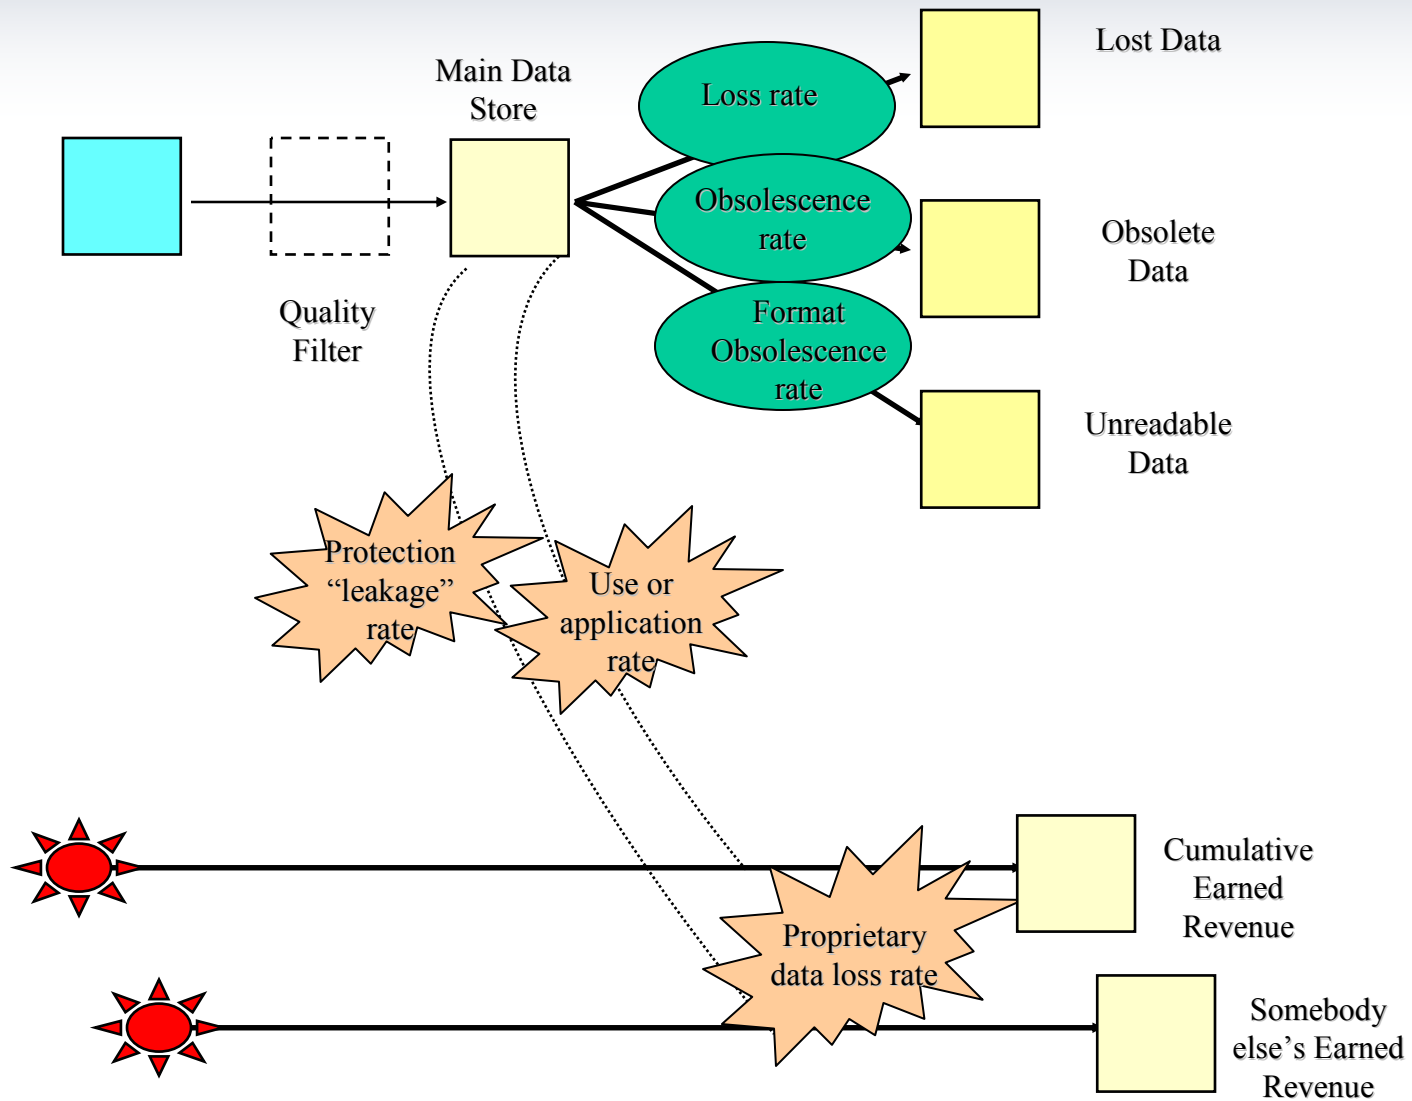 Lost Data
Main Data
Store
Loss rate
Obsolescence
rate
Obsolete
Data
Quality
Filter
Format
Obsolescence
rate
Unreadable
Data
Protection
“leakage”
rate
Use or
application
rate
Cumulative
Earned
Revenue
Proprietary
data loss rate
Somebody
else’s Earned
Revenue